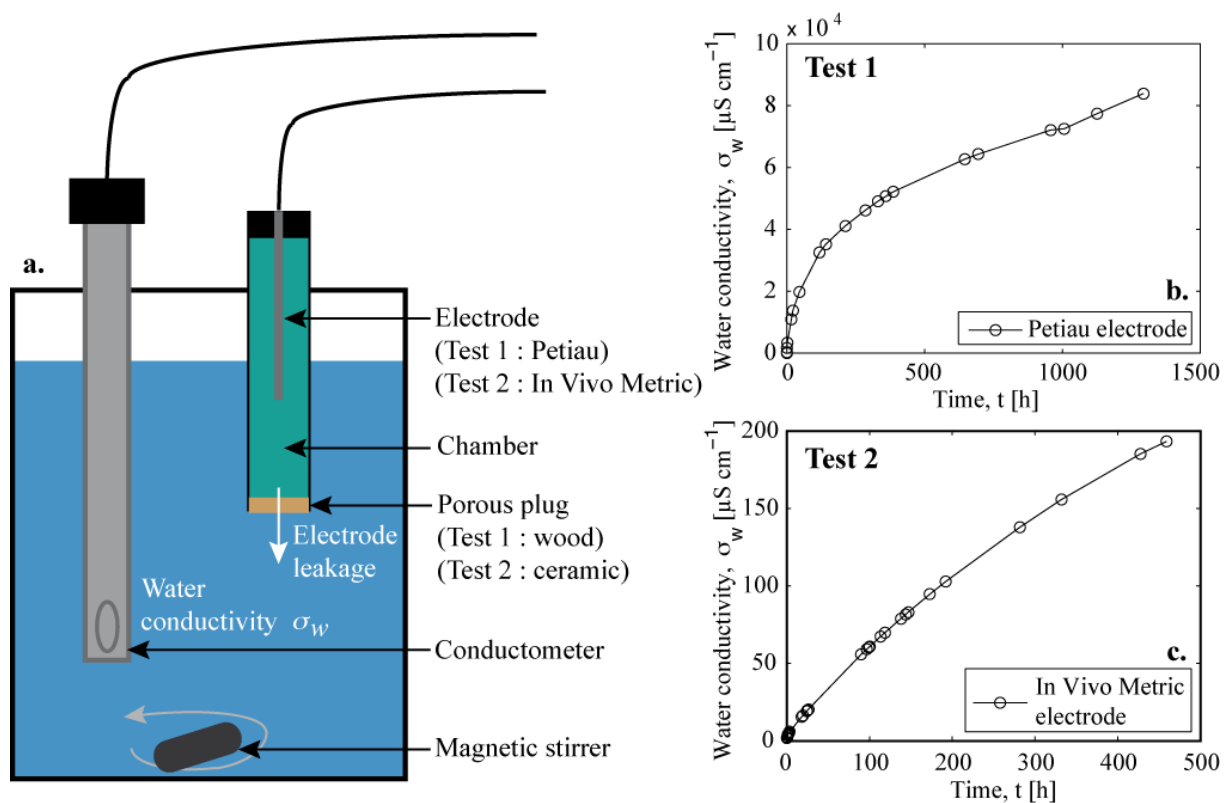 a.
Electrode
(Test 1 : Petiau)
(Test 2 : In Vivo Metric)
Chamber
Porous plug
(Test 1 : wood)
(Test 2 : ceramic)
Electrode
leakage
Water
conductivity σw
Conductometer
Magnetic stirrer
× 10⁴
Test 1
10
8
6
4
2
0
Water conductivity, σw [µS cm⁻¹]
b.
Petiau electrode
0
500
1000
1500
Time, t [h]
Test 2
200
150
100
50
0
Water conductivity, σw [µS cm⁻¹]
c.
In Vivo Metric
electrode
0
100
200
300
400
500
Time, t [h]